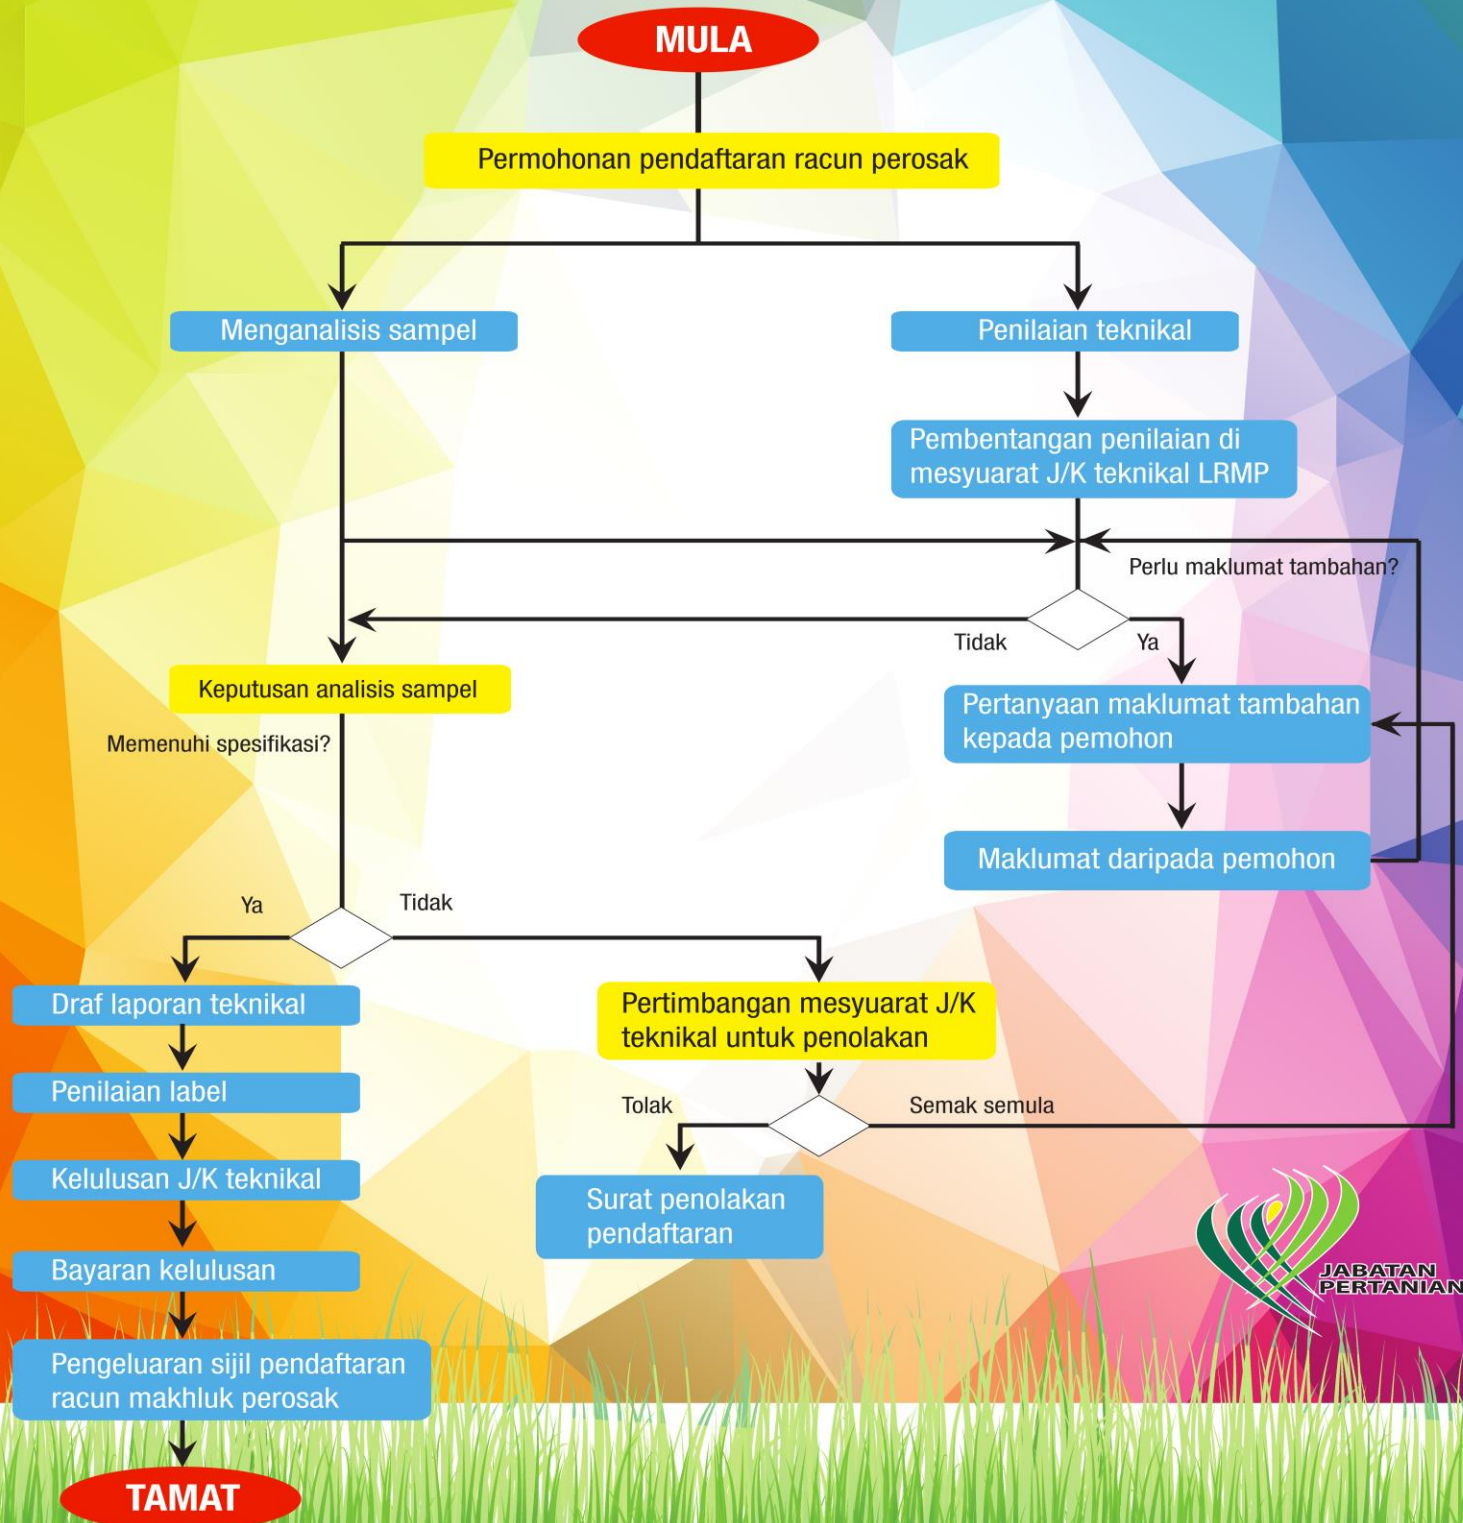 MULA
Permohonan pendaftaran racun perosak
Menganalisis sampel
Penilaian teknikal
Pembentangan penilaian di
mesyuarat J/K teknikal LRMP
Perlu maklumat tambahan?
Tidak
Ya
Keputusan analisis sampel
Memenuhi spesifikasi?
Pertanyaan maklumat tambahan
kepada pemohon
Maklumat daripada pemohon
Ya
Tidak
Draf laporan teknikal
Penilaian label
Kelulusan J/K teknikal
Bayaran kelulusan
Pengeluaran sijil pendaftaran
racun makhluk perosak
TAMAT
Pertimbangan mesyuarat J/K
teknikal untuk penolakan
Tolak
Semak semula
Surat penolakan
pendaftaran
JABATAN
PERTANIAN